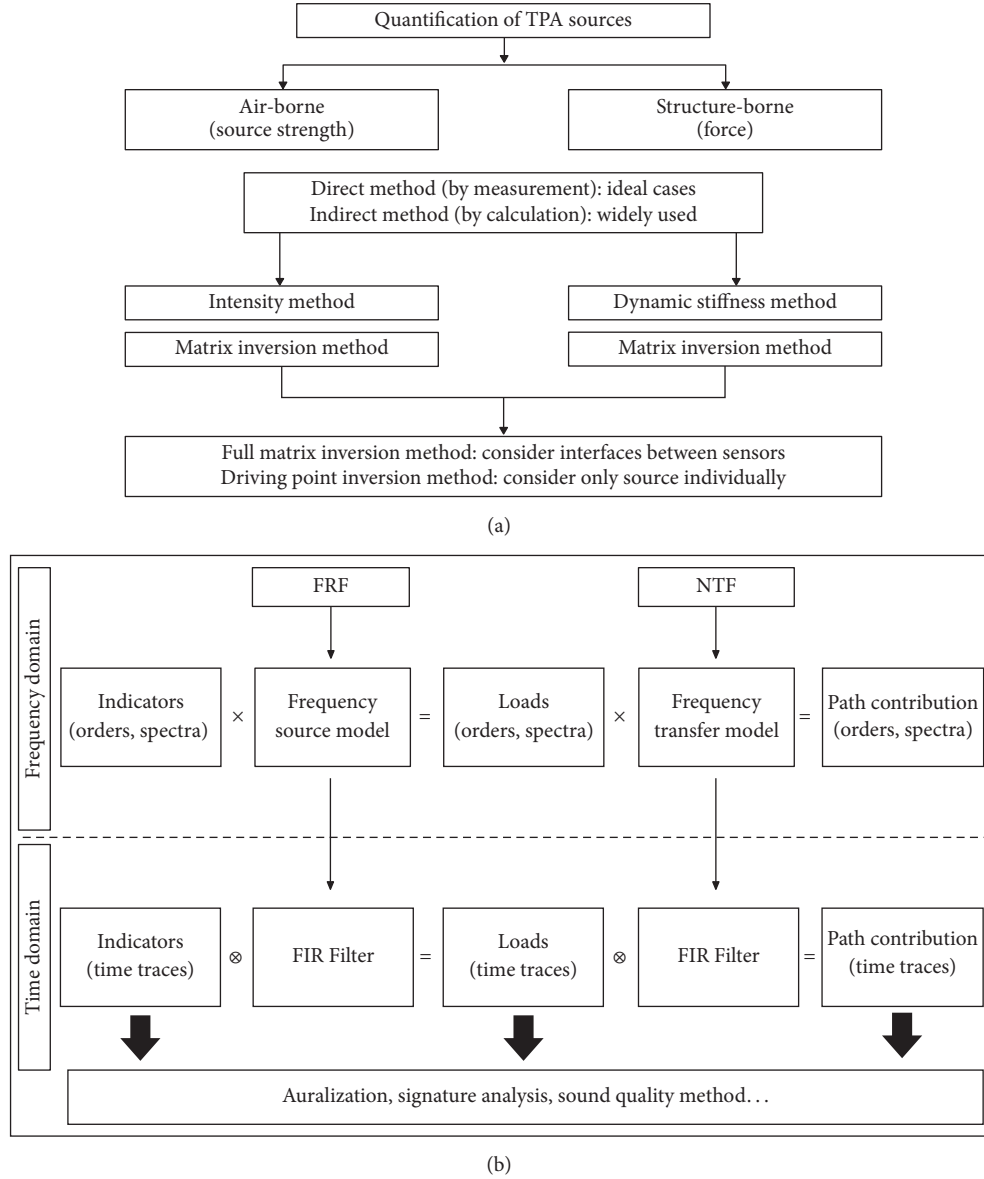 Quantification of TPA sources
Air-borne
(source strength)
Structure-borne
(force)
Direct method (by measurement): ideal cases
Indirect method (by calculation): widely used
Intensity method
Dynamic stiffness method
Matrix inversion method
Matrix inversion method
Full matrix inversion method: consider interfaces between sensors
Driving point inversion method: consider only source individually
(a)
Frequency domain
FRF
NTF
Indicators
(orders, spectra)
×
Frequency
source model
=
Loads
(orders, spectra)
×
Frequency
transfer model
=
Path contribution
(orders, spectra)
Time domain
Indicators
(time traces)
⊗
FIR Filter
=
Loads
(time traces)
⊗
FIR Filter
=
Path contribution
(time traces)
Auralization, signature analysis, sound quality method…
(b)